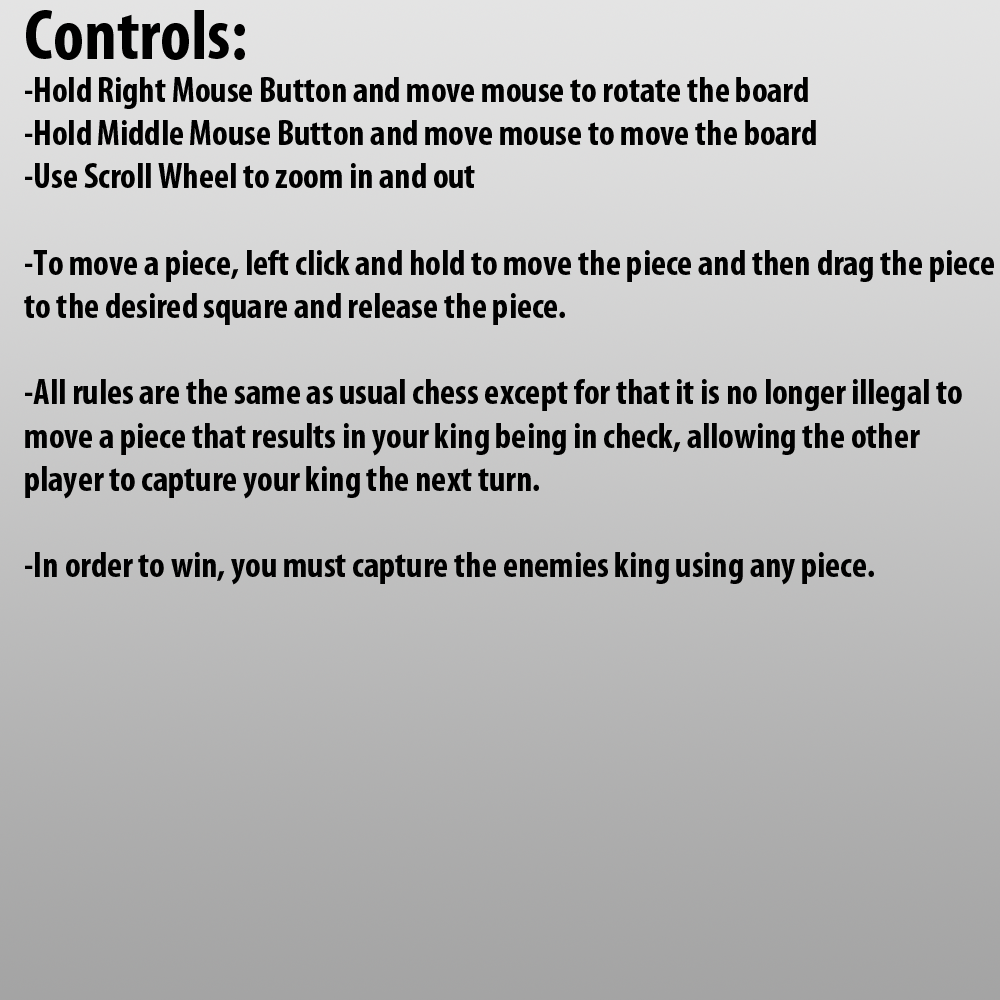 Controls:
-Hold Right Mouse Button and move mouse to rotate the board
-Hold Middle Mouse Button and move mouse to move the board
-Use Scroll Wheel to zoom in and out
-To move a piece, left click and hold to move the piece and then drag the piece
to the desired square and release the piece.
-All rules are the same as usual chess except for that it is no longer illegal to
move a piece that results in your king being in check, allowing the other
player to capture your king the next turn.
-In order to win, you must capture the enemies king using any piece.